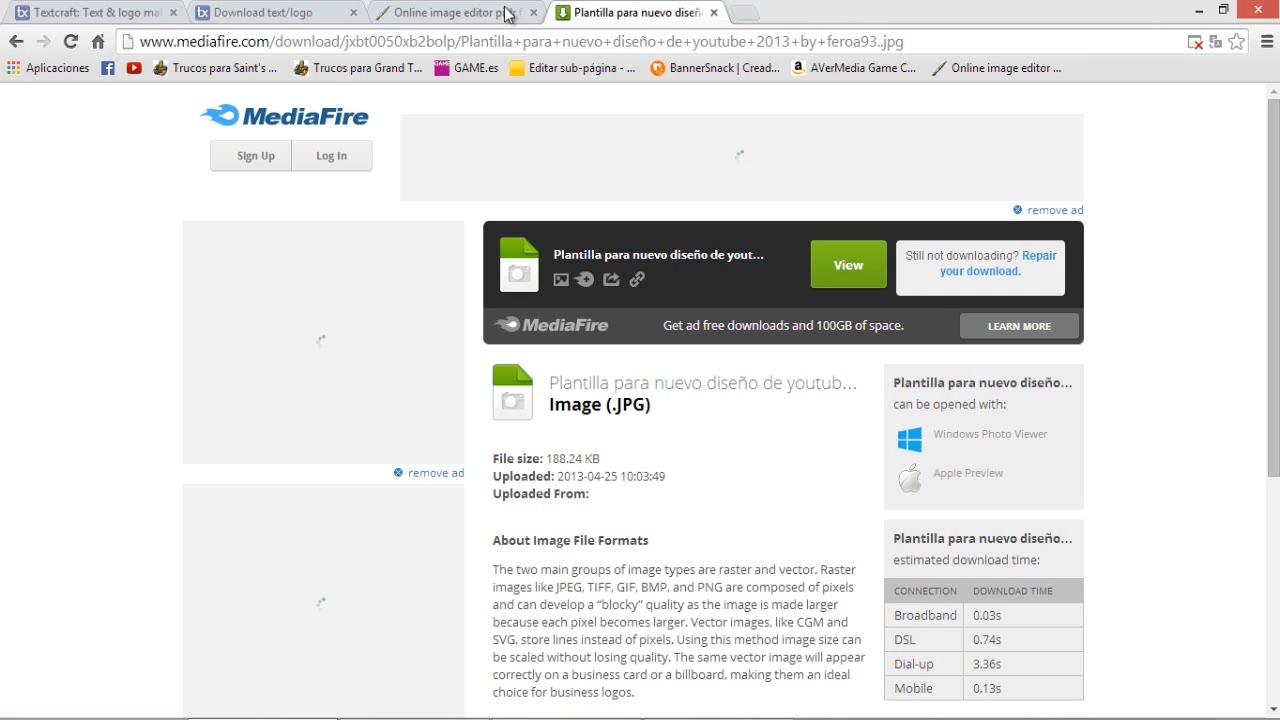 Textcraft: Text & logo mal
Download text/logo
Online image editor
Plantilla para nuevo diseñ
www.mediafire.com/download/jxbt0050xb2bolp/Plantilla+para+nuevo+diseño+de+youtube+2013+by+feroa93..jpg
Aplicaciones
Trucos para Saint's ...
Trucos para Grand T...
GAME
GAME.es
Editar sub-página - ...
BannerSnack | Cread...
AVerMedia Game C...
Online image editor ...
MediaFire
Sign Up
Log In
remove ad
Plantilla para nuevo diseño de yout...
View
Still not downloading? Repair
your download.
MediaFire
Get ad free downloads and 100GB of space.
LEARN MORE
Plantilla para nuevo diseño de youtub...
Image (.JPG)
Plantilla para nuevo diseño...
can be opened with:
Windows Photo Viewer
Apple Preview
File size: 188.24 KB
Uploaded: 2013-04-25 10:03:49
Uploaded From:
remove ad
About Image File Formats
The two main groups of image types are raster and vector. Raster
images like JPEG, TIFF, GIF, BMP, and PNG are composed of pixels
and can develop a “blocky” quality as the image is made larger
because each pixel becomes larger. Vector images, like CGM and
SVG, store lines instead of pixels. Using this method image size can
be scaled without losing quality. The same vector image will appear
correctly on a business card or a billboard, making them an ideal
choice for business logos.
Plantilla para nuevo diseño...
estimated download time:
CONNECTION DOWNLOAD TIME
Broadband 0.03s
DSL 0.74s
Dial-up 3.36s
Mobile 0.13s